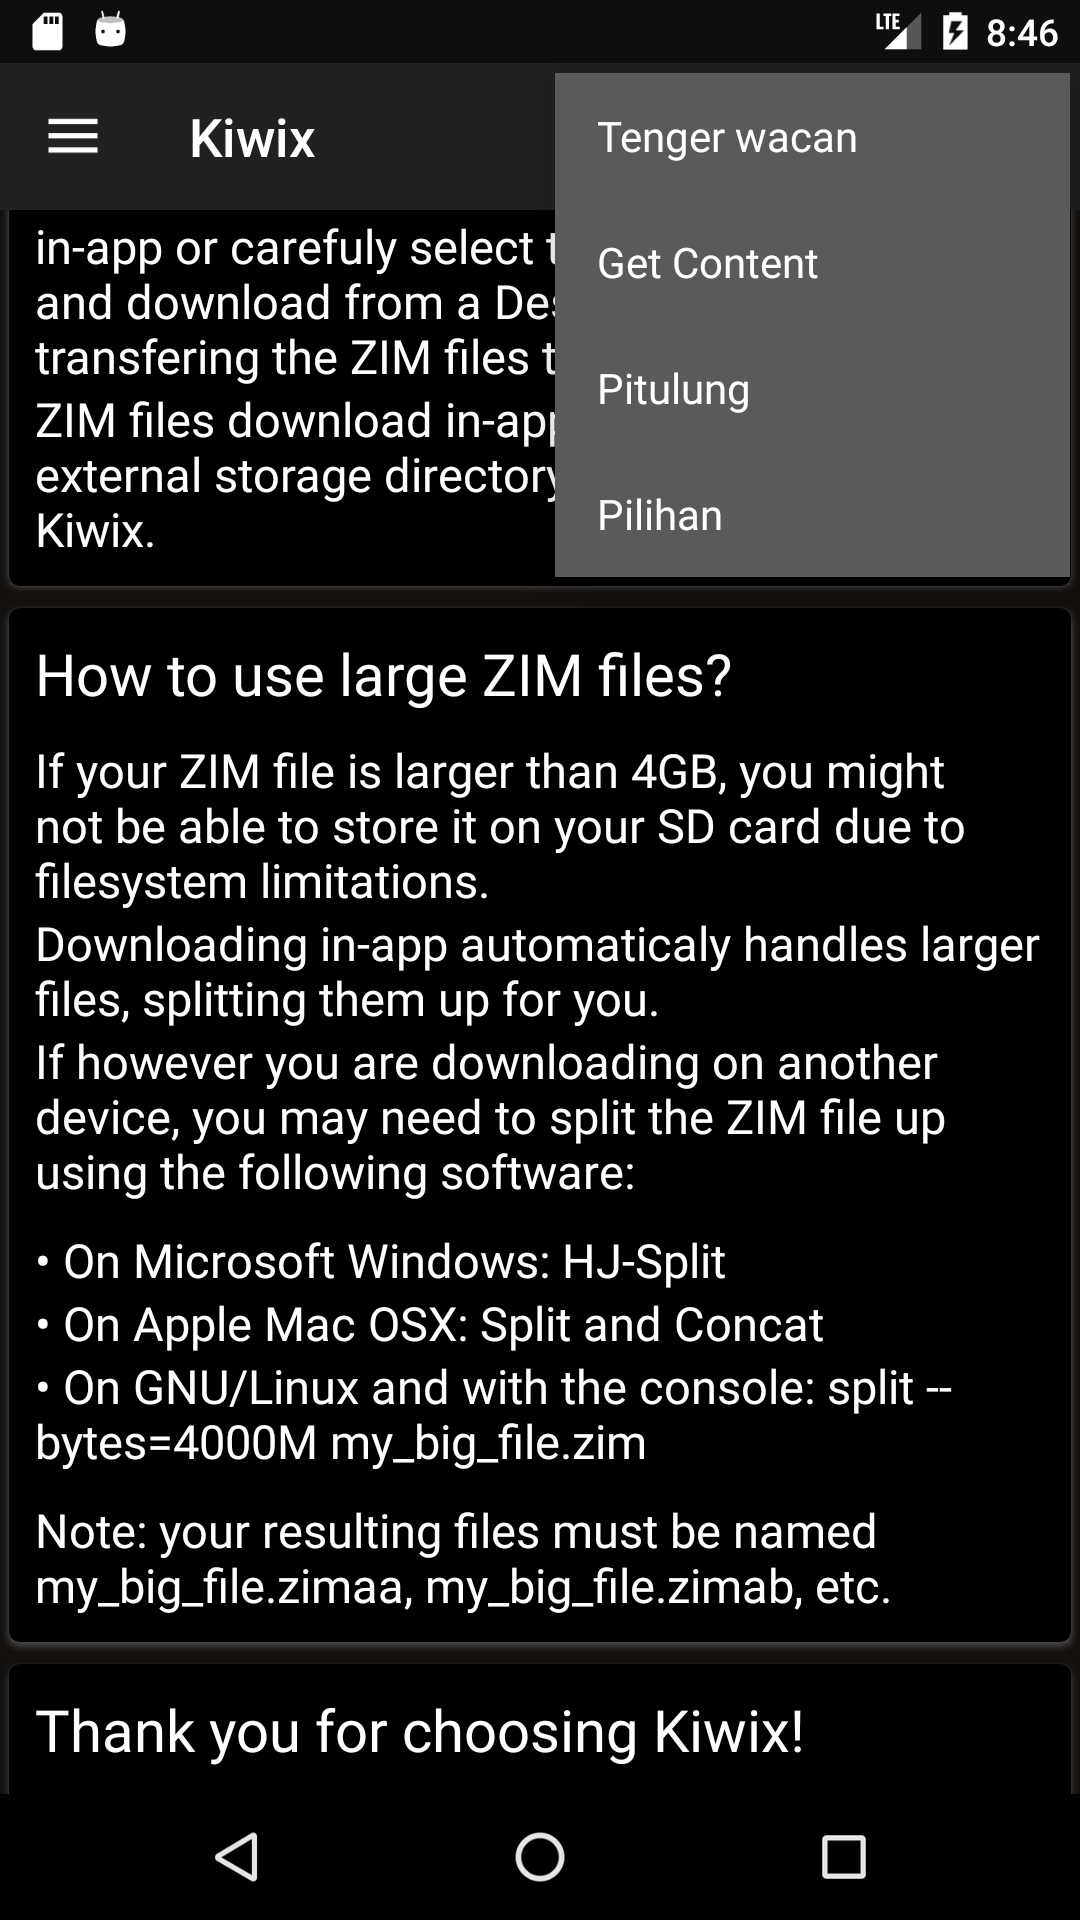 LTE 8:46
Kiwix
Tenger wacan
Get Content
Pitulung
Pilihan
in-app or carefuly select
and download from a
transfering the ZIM files
ZIM files download
external storage directory
Kiwix.
How to use large ZIM files?
If your ZIM file is larger than 4GB, you might
not be able to store it on your SD card due to
filesystem limitations.
Downloading in-app automaticaly handles larger
files, splitting them up for you.
If however you are downloading on another
device, you may need to split the ZIM file up
using the following software:
• On Microsoft Windows: HJ-Split
• On Apple Mac OSX: Split and Concat
• On GNU/Linux and with the console: split --
bytes=4000M my_big_file.zim
Note: your resulting files must be named
my_big_file.zimaa, my_big_file.zimab, etc.
Thank you for choosing Kiwix!